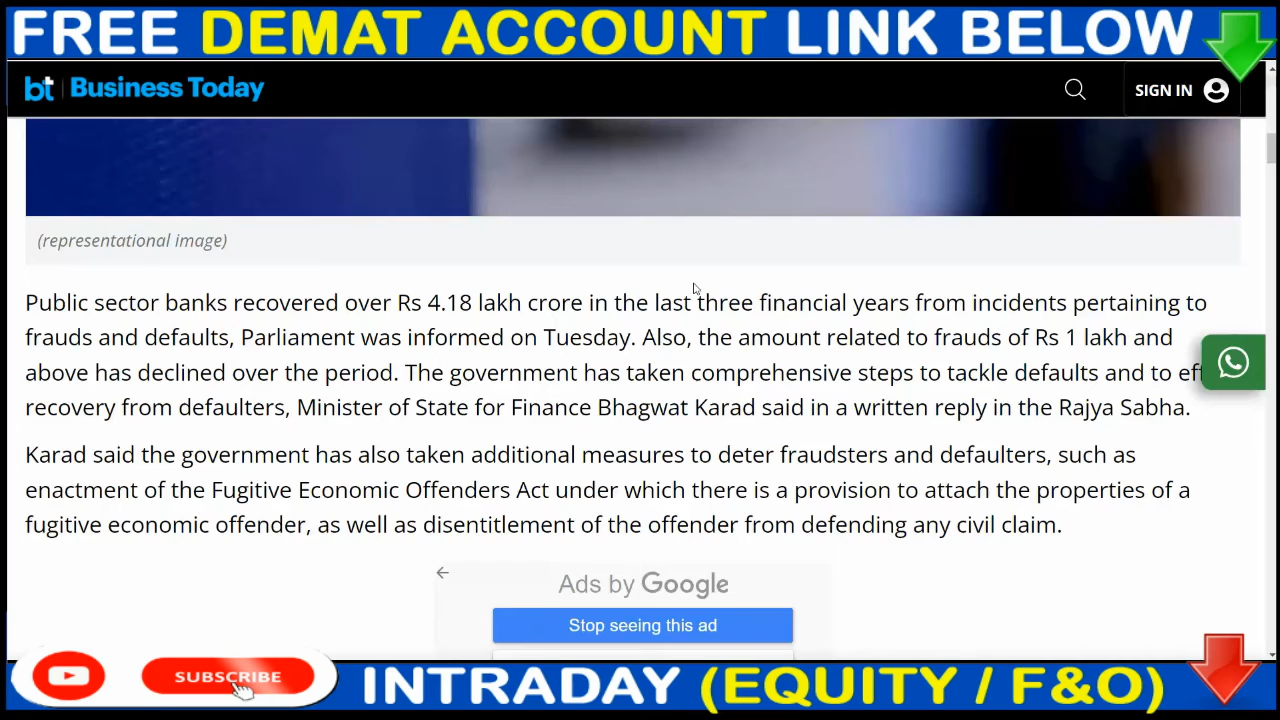 FREE DEMAT ACCOUNT LINK BELOW
bt Business Today
SIGN IN
(representational image)
Public sector banks recovered over Rs 4.18 lakh crore in the last three financial years from incidents pertaining to
frauds and defaults, Parliament was informed on Tuesday. Also, the amount related to frauds of Rs 1 lakh and
above has declined over the period. The government has taken comprehensive steps to tackle defaults and to
recovery from defaulters, Minister of State for Finance Bhagwat Karad said in a written reply in the Rajya Sabha.
Karad said the government has also taken additional measures to deter fraudsters and defaulters, such as
enactment of the Fugitive Economic Offenders Act under which there is a provision to attach the properties of a
fugitive economic offender, as well as disentitlement of the offender from defending any civil claim.
Ads by Google
Stop seeing this ad
SUBSCRIBE
INTRADAY (EQUITY / F&O)